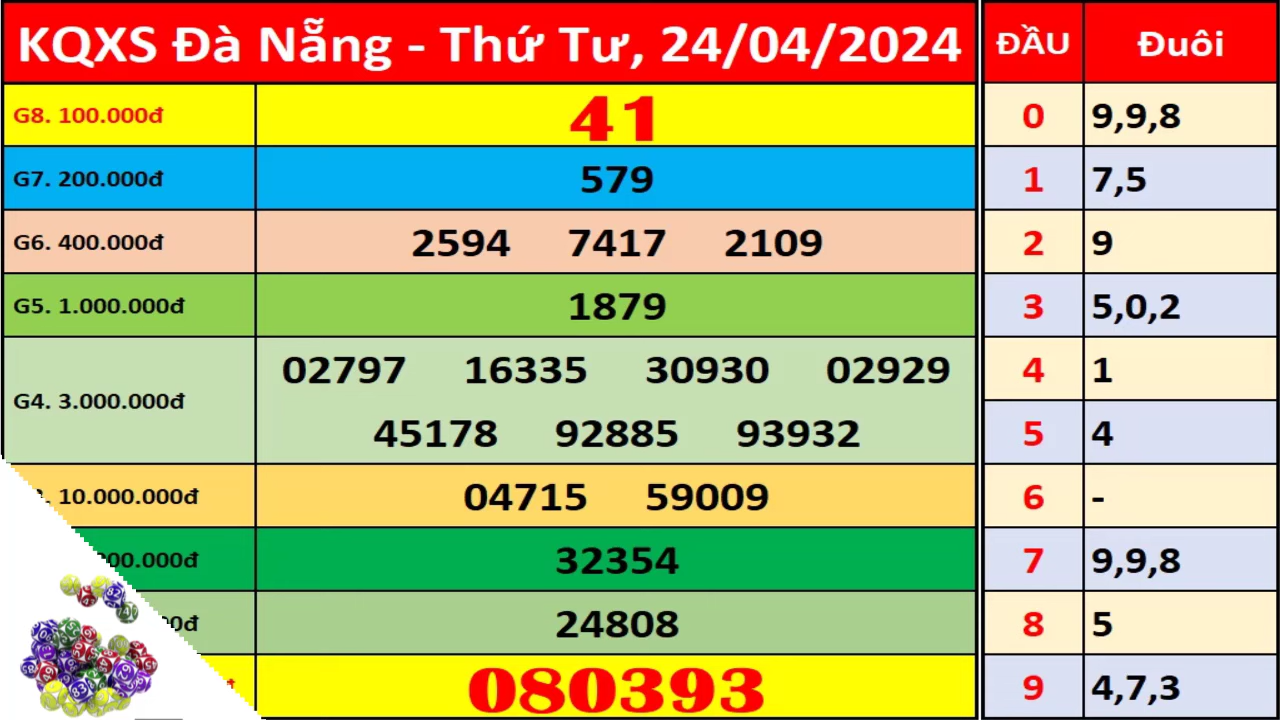 KQXS Đà Nẵng - Thứ Tư, 24/04/2024
ĐẦU Đuôi
G8. 100.000đ 41
G7. 200.000đ 579
G6. 400.000đ 2594 7417 2109
G5. 1.000.000đ 1879
G4. 3.000.000đ 02797 16335 30930 02929
45178 92885 93932
10.000.000đ 04715 59009
32354
24808
080393
0 9,9,8
1 7,5
2 9
3 5,0,2
4 1
5 4
6 -
7 9,9,8
8 5
9 4,7,3